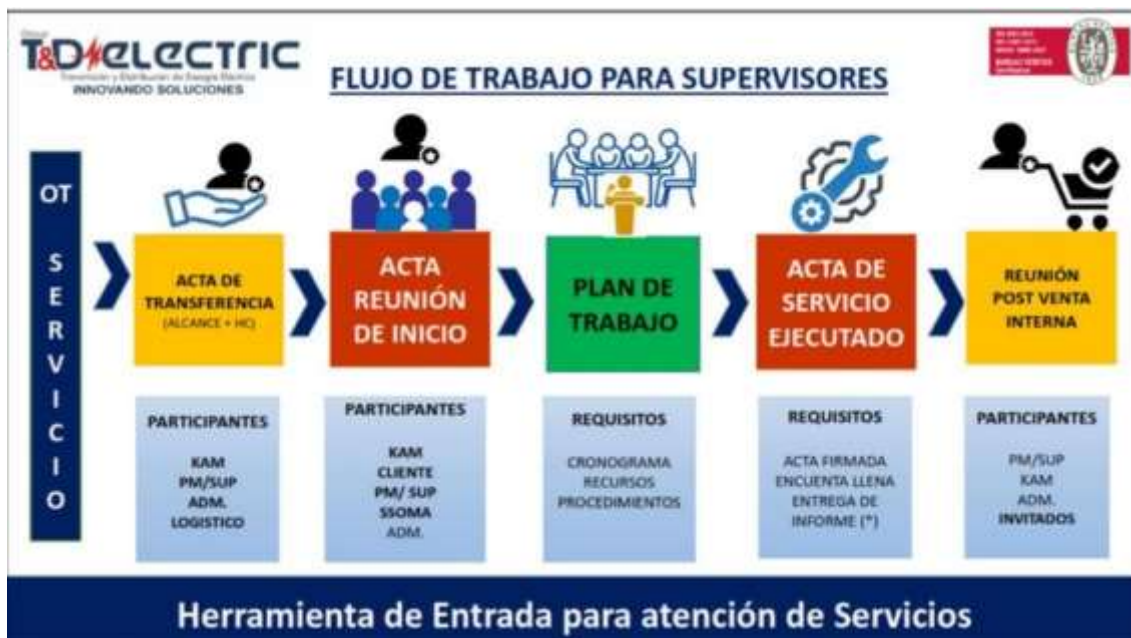 T&D ELECTRIC
INNOVANDO SOLUCIONES
FLUJO DE TRABAJO PARA SUPERVISORES
BUREAU VERITAS
OT
SERVICIO
ACTA DE
TRANSFERENCIA
(ALCANCE + HC)
ACTA
REUNIÓN
DE INICIO
PLAN DE
TRABAJO
ACTA DE
SERVICIO
EJECUTADO
REUNIÓN
POST VENTA
INTERNA
PARTICIPANTES
KAM
PM/SUP
ADM.
LOGISTICO
PARTICIPANTES
KAM
CLIENTE
PM/ SUP
SSOMA
ADM.
REQUISITOS
CRONOGRAMA
RECURSOS
PROCEDIMIENTOS
REQUISITOS
ACTA FIRMADA
ENCUENTA LLENA
ENTREGA DE
INFORME (*)
PARTICIPANTES
PM/SUP
KAM
ADM.
INVITADOS
Herramienta de Entrada para atención de Servicios